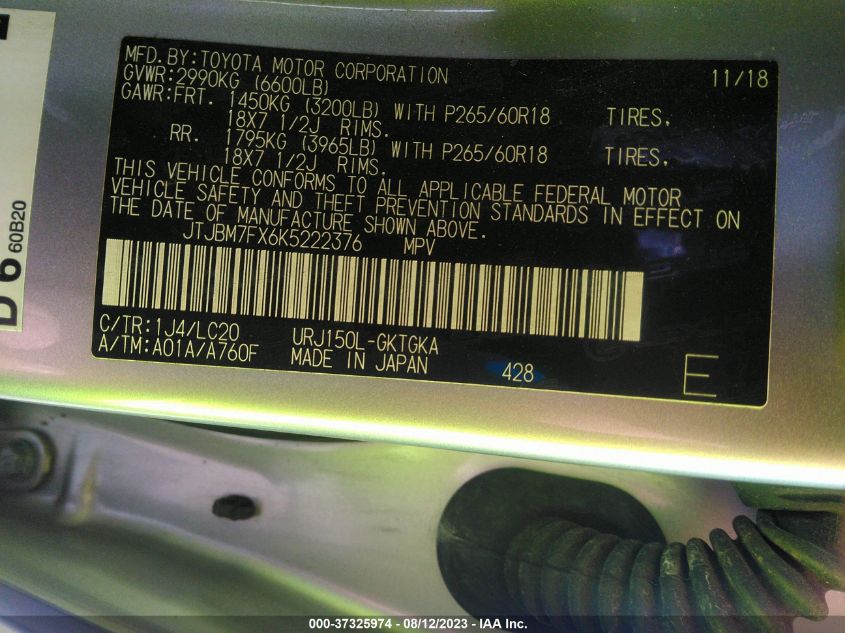 MFD.BY:TOYOTA MOTOR CORPORATION 11/18
GVWR:2990KG (6600LB)
GAWR:FRT. 1450KG (3200LB) WITH P265/60R18 TIRES,
18X7 1/2J RIMS.
RR. 1795KG (3965LB) WITH P265/60R18 TIRES,
18X7 1/2J RIMS.
THIS VEHICLE CONFORMS TO ALL APPLICABLE FEDERAL MOTOR
VEHICLE SAFETY AND THEFT PREVENTION STANDARDS IN EFFECT ON
THE DATE OF MANUFACTURE SHOWN ABOVE.
JTJBM7FX6K5222376 MPV
C/TR:1J4/LC20 URJ150L-GKTGKA
A/TM:A01A/A760F MADE IN JAPAN 428 E
60B20
000-37325974 - 08/12/2023 - IAA Inc.